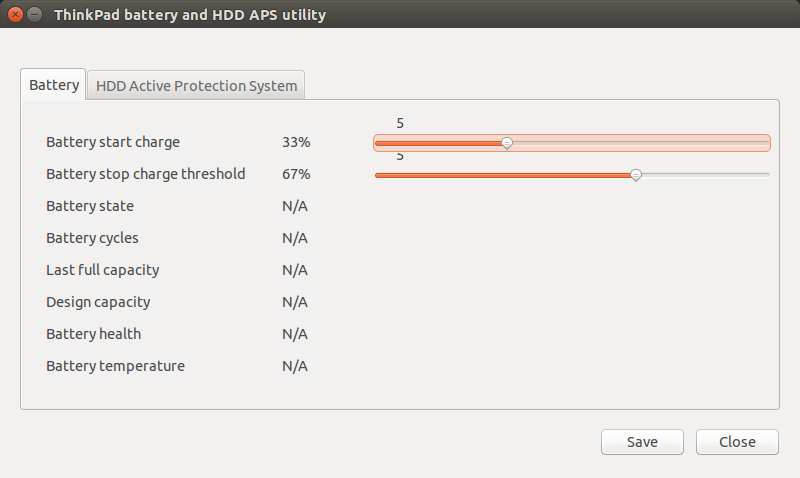 ThinkPad battery and HDD APS utility
Battery HDD Active Protection System
5
Battery start charge 33%
5
Battery stop charge threshold 67%
Battery state N/A
Battery cycles N/A
Last full capacity N/A
Design capacity N/A
Battery health N/A
Battery temperature N/A
Save Close